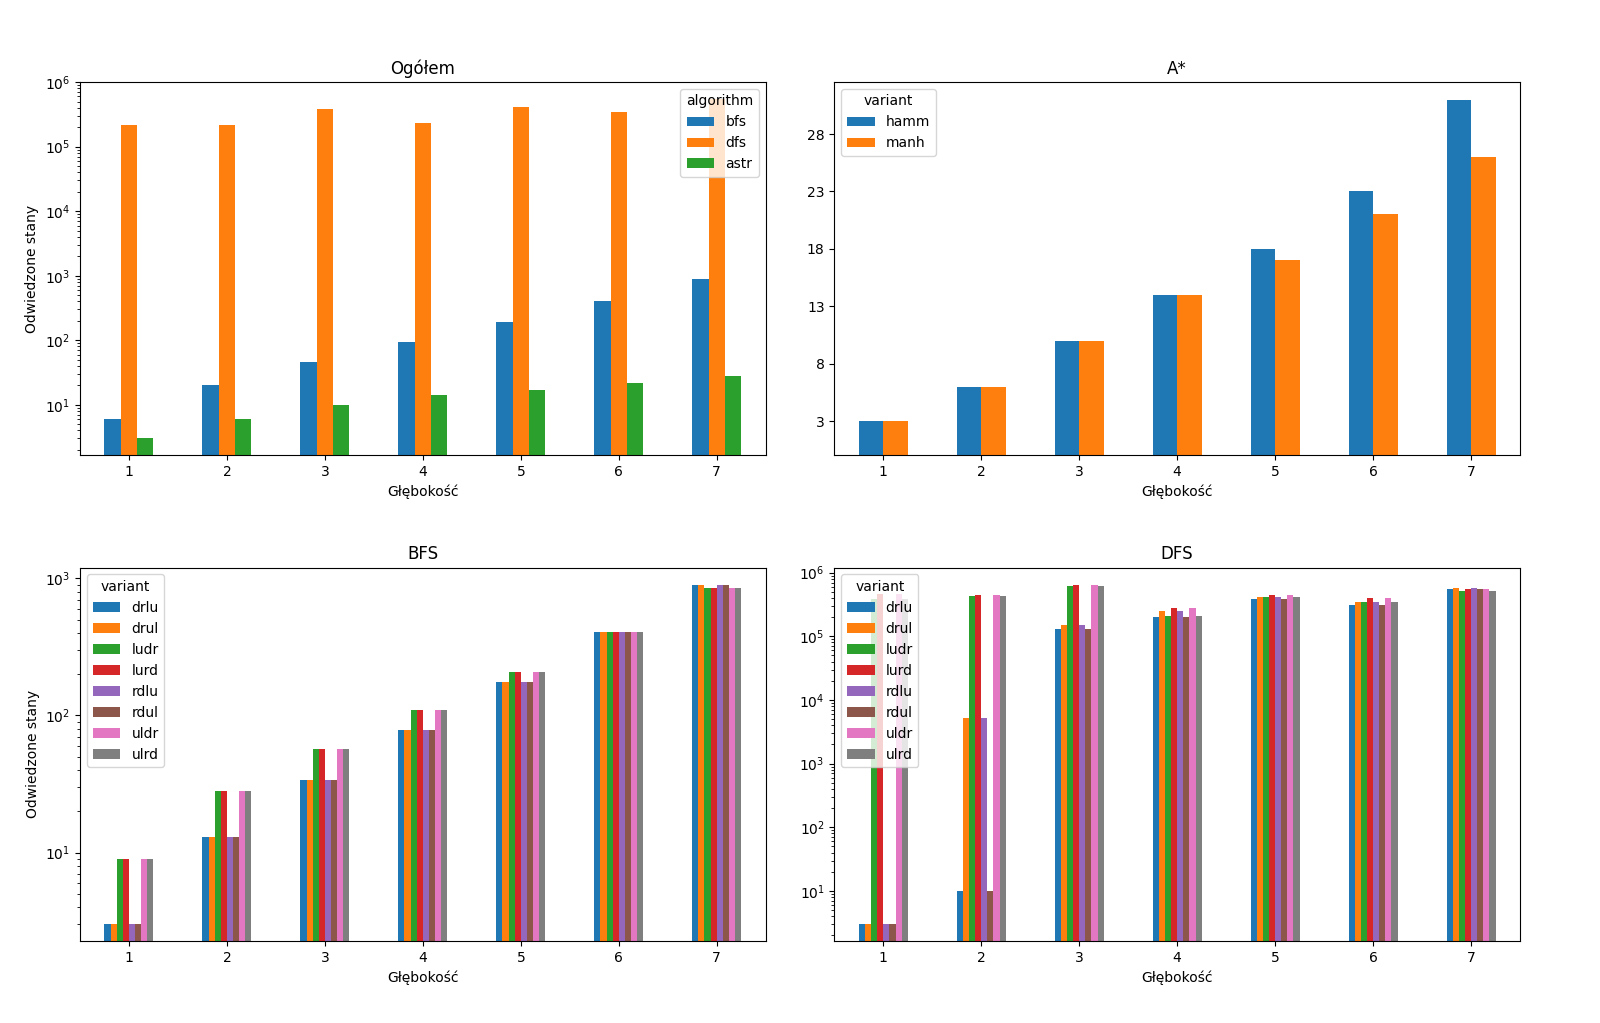 Ogółem
10^6
10^5
10^4
10^3
10^2
10^1
Odwiedzone stany
algorithm
bfs
dfs
astr
1 2 3 4 5 6 7
Głębokość
A*
28
23
18
13
8
3
variant
hamm
manh
1 2 3 4 5 6 7
Głębokość
BFS
10^3
10^2
10^1
Odwiedzone stany
variant
drlu
drul
ludr
lurd
rdlu
rdul
uldr
ulrd
1 2 3 4 5 6 7
Głębokość
DFS
10^6
10^5
10^4
10^3
10^2
10^1
variant
drlu
drul
ludr
lurd
rdlu
rdul
uldr
ulrd
1 2 3 4 5 6 7
Głębokość